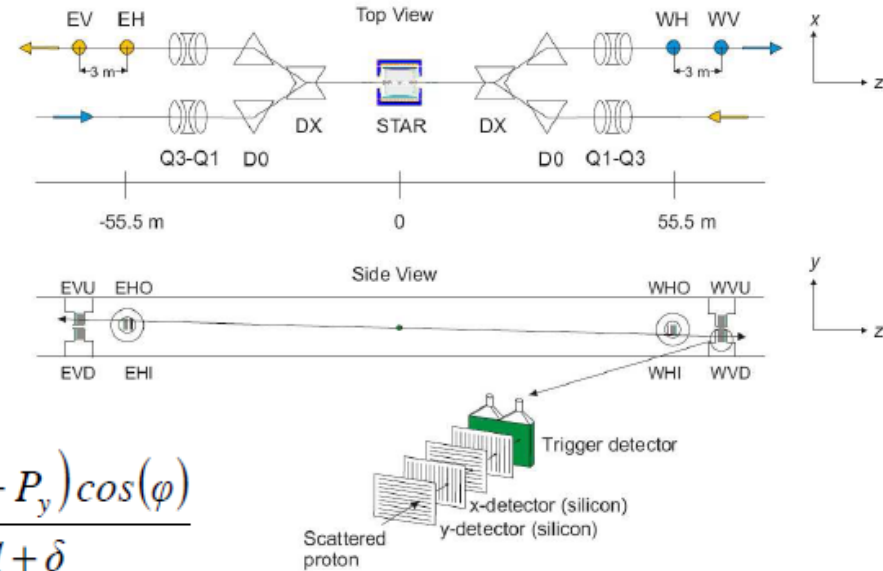 Top View
EV EH WH WV
3 m 3 m
x
z
DX STAR DX
Q3-Q1 D0 D0 Q1-Q3
-55.5 m 0 55.5 m
Side View
EVU EHO WHO WVU
y
z
EVD EHI WHI WVD
Trigger detector
x-detector (silicon)
y-detector (silicon)
Scattered
proton
P_y)cos(φ)
+ δ